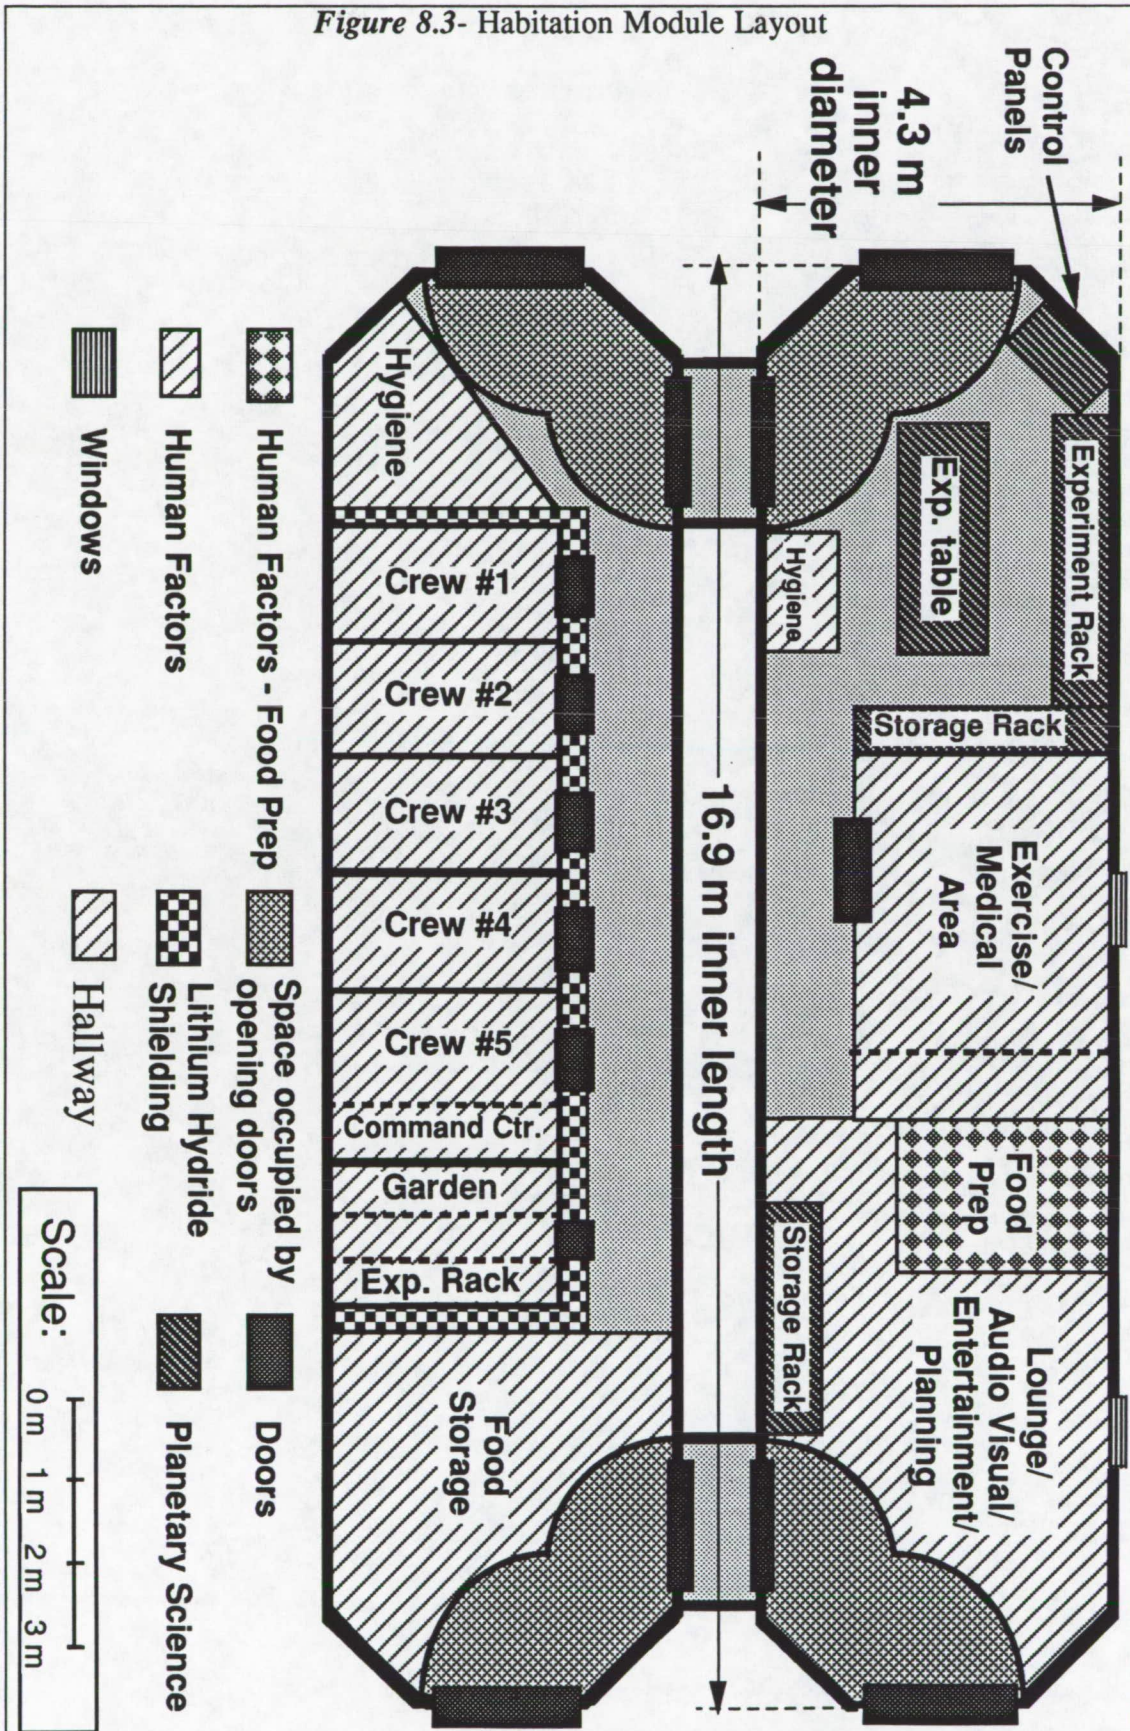 Figure 8.3- Habitation Module Layout
Control
Panels
4.3 m
inner
diameter
Experiment Rack
Exp. table
Hygiene
Storage Rack
Exercise/
Medical
Area
Food
Prep
Lounge/
Audio Visual/
Entertainment/
Planning
Storage Rack
16.9 m inner length
Hygiene
Crew #1
Crew #2
Crew #3
Crew #4
Crew #5
Command Ctr.
Garden
Exp. Rack
Food
Storage
Human Factors - Food Prep
Human Factors
Windows
Space occupied by
opening doors
Lithium Hydride
Shielding
Hallway
Doors
Planetary Science
Scale:
0 m 1 m 2 m 3 m